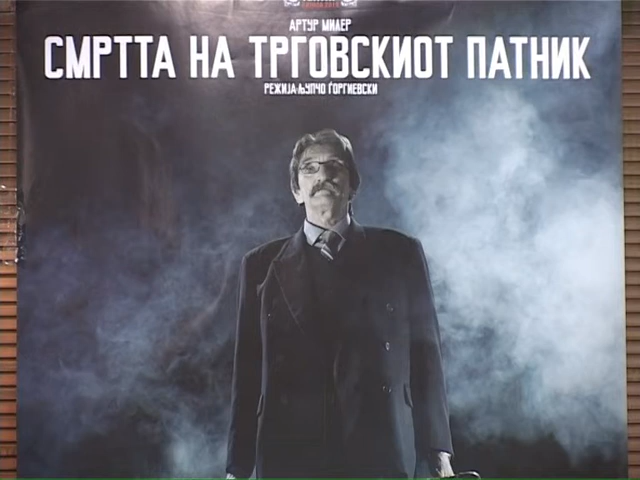 АРТУР МИЛЕР
СМРТТА НА ТРГОВСКИОТ ПАТНИК
РЕЖИЈА ЉУПЧО ЃОРГИЕВСКИ